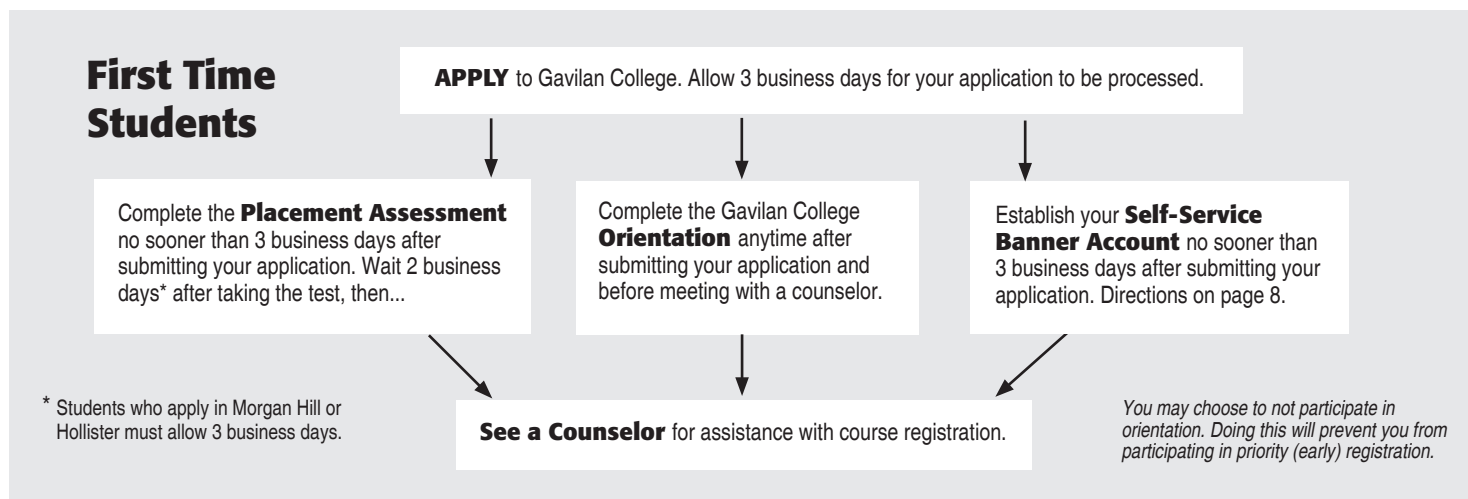 First Time
Students
APPLY to Gavilan College. Allow 3 business days for your application to be processed.
Complete the Placement Assessment
no sooner than 3 business days after
submitting your application. Wait 2 business
days* after taking the test, then...
Complete the Gavilan College
Orientation anytime after
submitting your application and
before meeting with a counselor.
Establish your Self-Service
Banner Account no sooner than
3 business days after submitting your
application. Directions on page 8.
* Students who apply in Morgan Hill or
Hollister must allow 3 business days.
See a Counselor for assistance with course registration.
You may choose to not participate in
orientation. Doing this will prevent you from
participating in priority (early) registration.